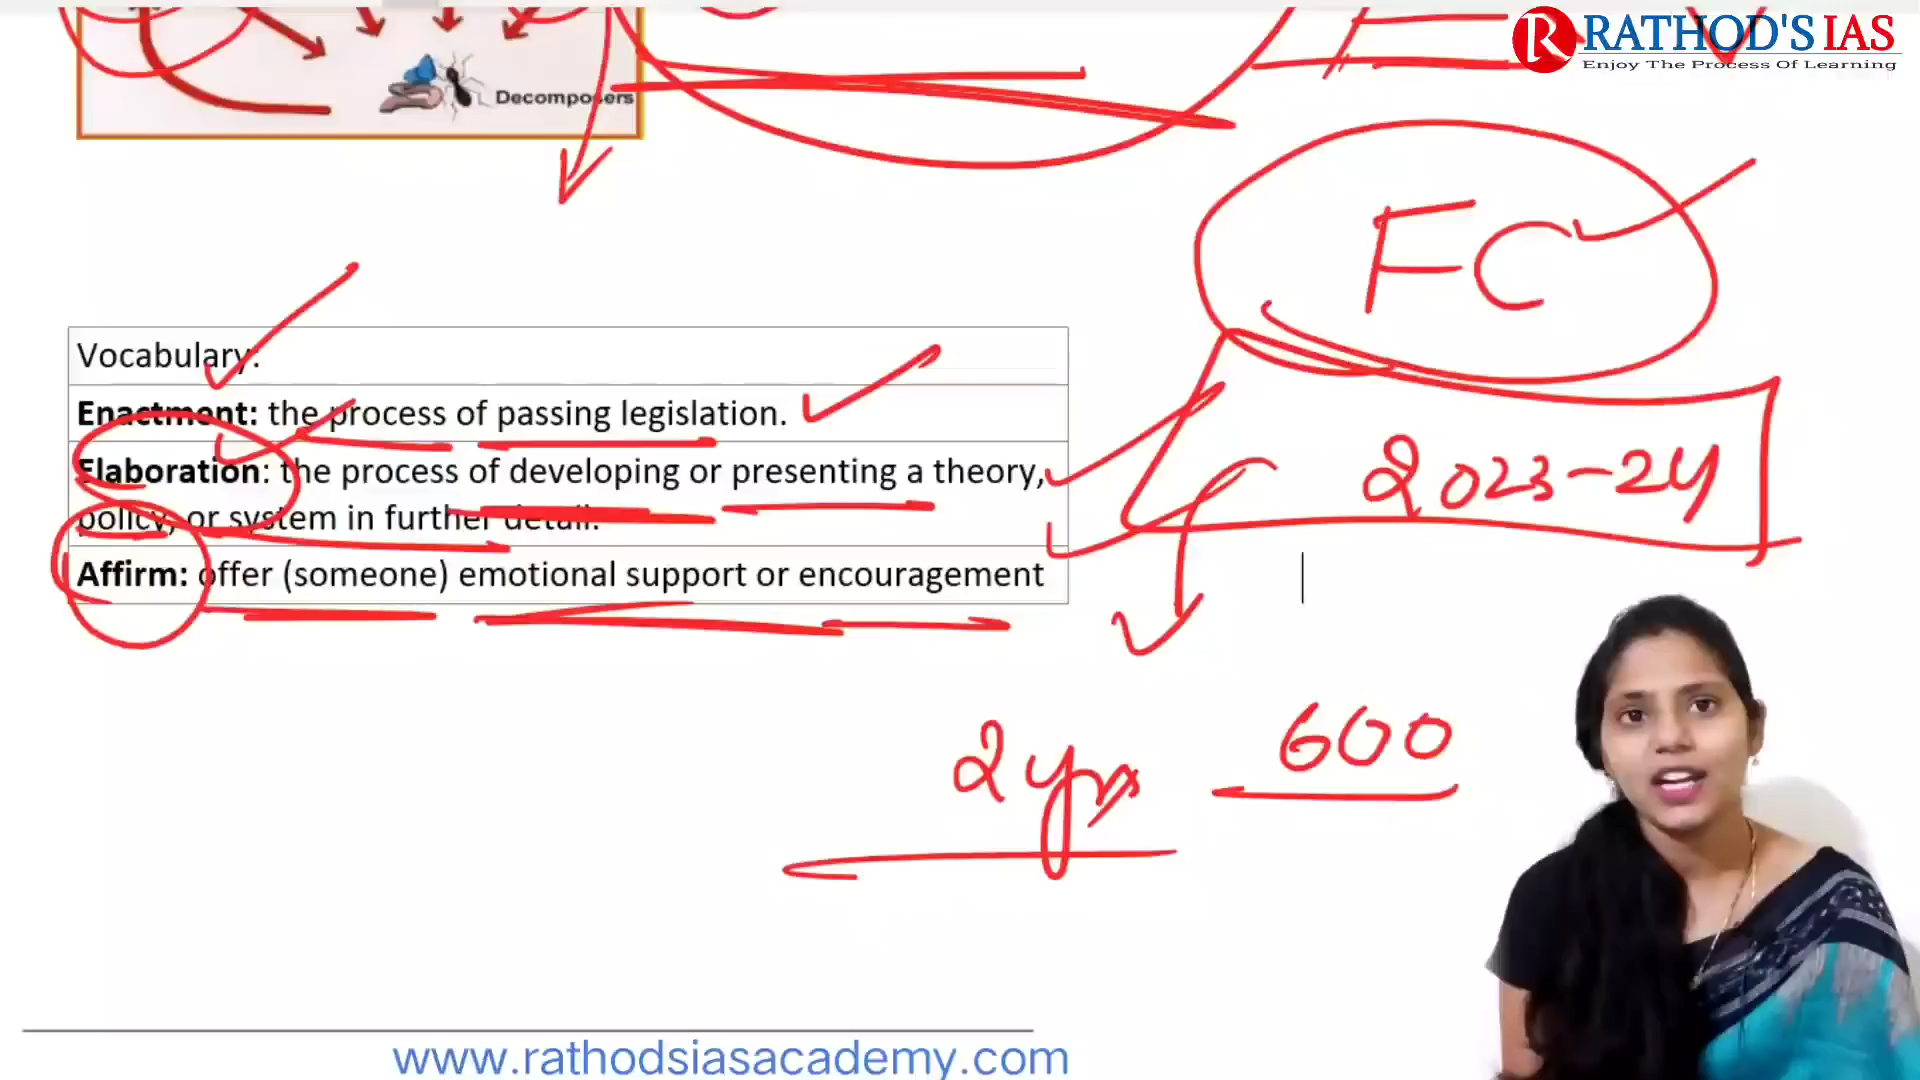 RATHOD'S IAS
Enjoy The Process Of Learning
Decomposers
FC
Vocabulary:
Enactment: the process of passing legislation.
Elaboration: the process of developing or presenting a theory,
policy, or system in further detail.
2023-24
Affirm: offer (someone) emotional support or encouragement
2 yrs
600
www.rathodsiasacademy.com